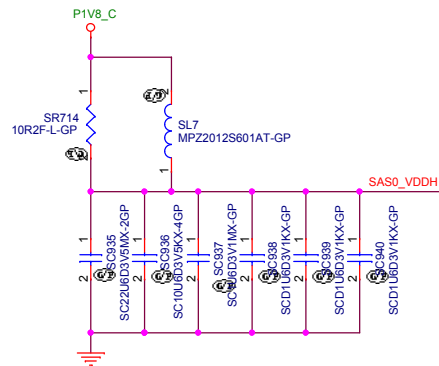 P1V8_C
1
2
SR714
10R2F-L-GP
1
2
SL7
MPZ2012S601AT-GP
1
2
SAS0_VDDH
1
2
SC935
SC22U6D3V5MX-2GP
1
2
SC936
SC10U6D3V5KX-4GP
1
2
SC937
1
2
SC938
SCD1U6D3V1KX-GP
1
2
SC939
SCD1U6D3V1KX-GP
1
2
SC940
SCD1U6D3V1KX-GP